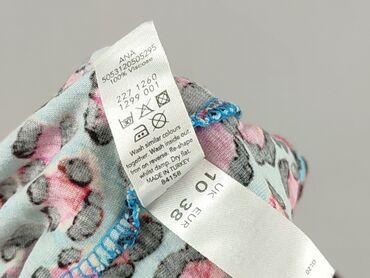 ANA
5053120505295
100% Viscose
227 1260
1299 001
Wash similar colours
together. Wash inside out.
Iron on reverse. Re-shape
whilst damp. Dry flat.
MADE IN TURKEY
84158
UK EUR
10 38